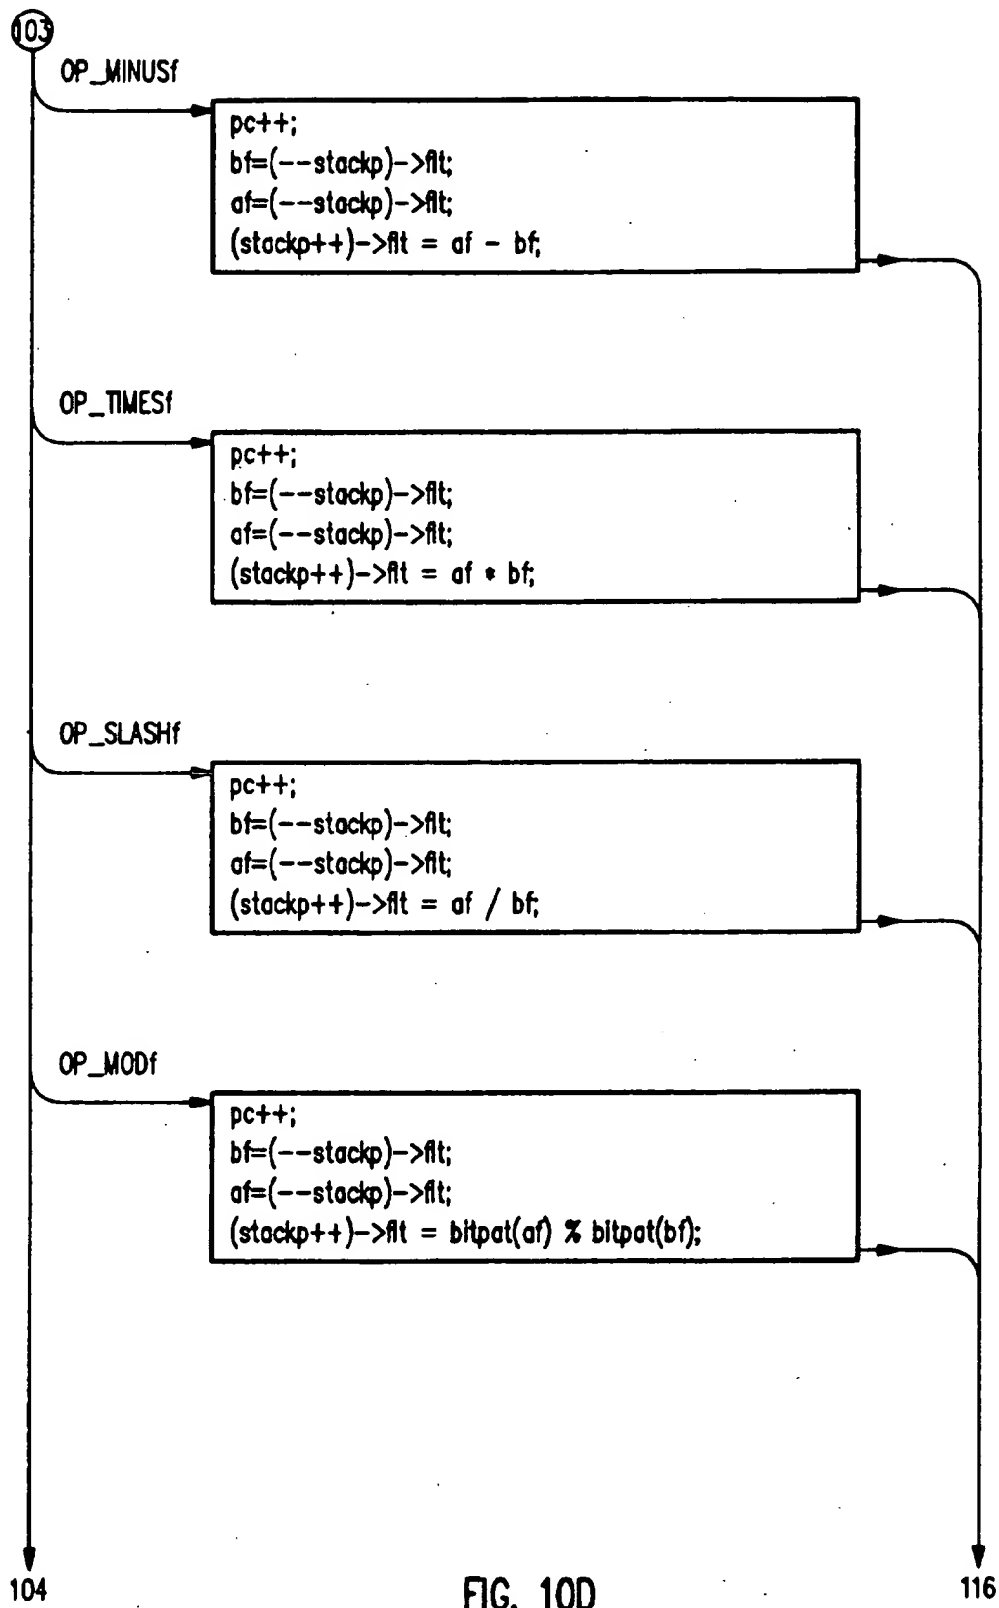 103
OP_MINUSf
pc++;
bf=(--stackp)->flt;
af=(--stackp)->flt;
(stackp++)->flt = af - bf;
OP_TIMESf
pc++;
bf=(--stackp)->flt;
af=(--stackp)->flt;
(stackp++)->flt = af * bf;
OP_SLASHf
pc++;
bf=(--stackp)->flt;
af=(--stackp)->flt;
(stackp++)->flt = af / bf;
OP_MODf
pc++;
bf=(--stackp)->flt;
af=(--stackp)->flt;
(stackp++)->flt = bitpat(af) % bitpat(bf);
104
FIG. 10D
116